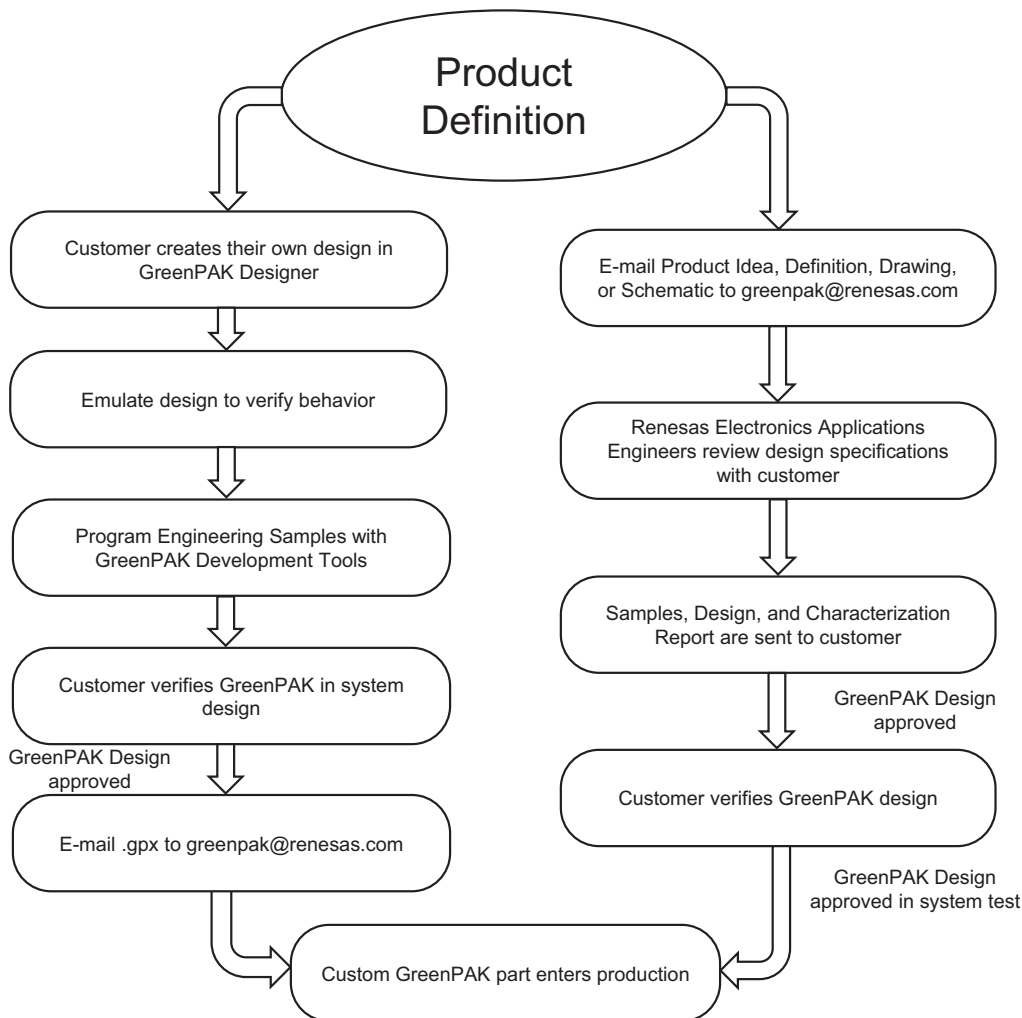 Product
Definition
Customer creates their own design in
GreenPAK Designer
Emulate design to verify behavior
Program Engineering Samples with
GreenPAK Development Tools
Customer verifies GreenPAK in system
design
GreenPAK Design
approved
E-mail .gpx to greenpak@renesas.com
E-mail Product Idea, Definition, Drawing,
or Schematic to greenpak@renesas.com
Renesas Electronics Applications
Engineers review design specifications
with customer
Samples, Design, and Characterization
Report are sent to customer
GreenPAK Design
approved
Customer verifies GreenPAK design
GreenPAK Design
approved in system test
Custom GreenPAK part enters production